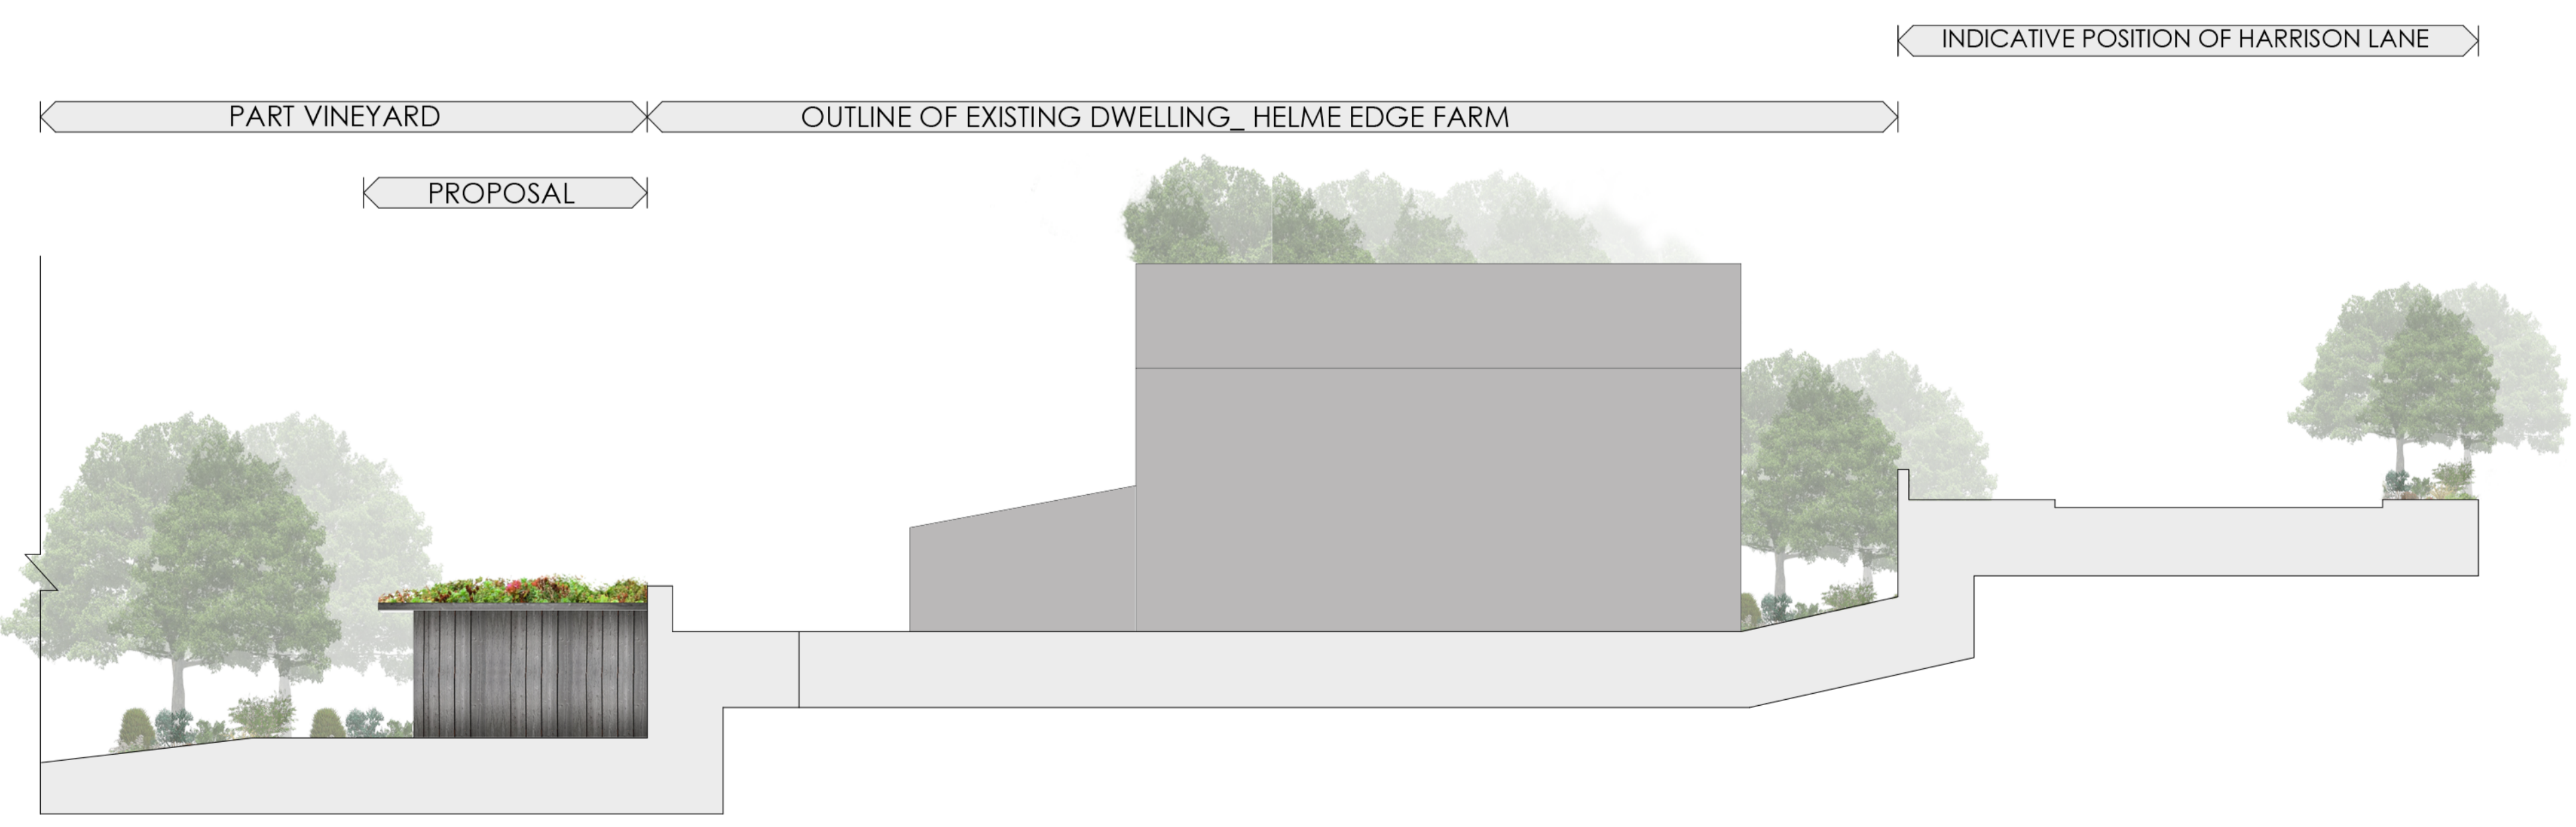 INDICATIVE POSITION OF HARRISON LANE
PART VINEYARD
OUTLINE OF EXISTING DWELLING_ HELME EDGE FARM
PROPOSAL